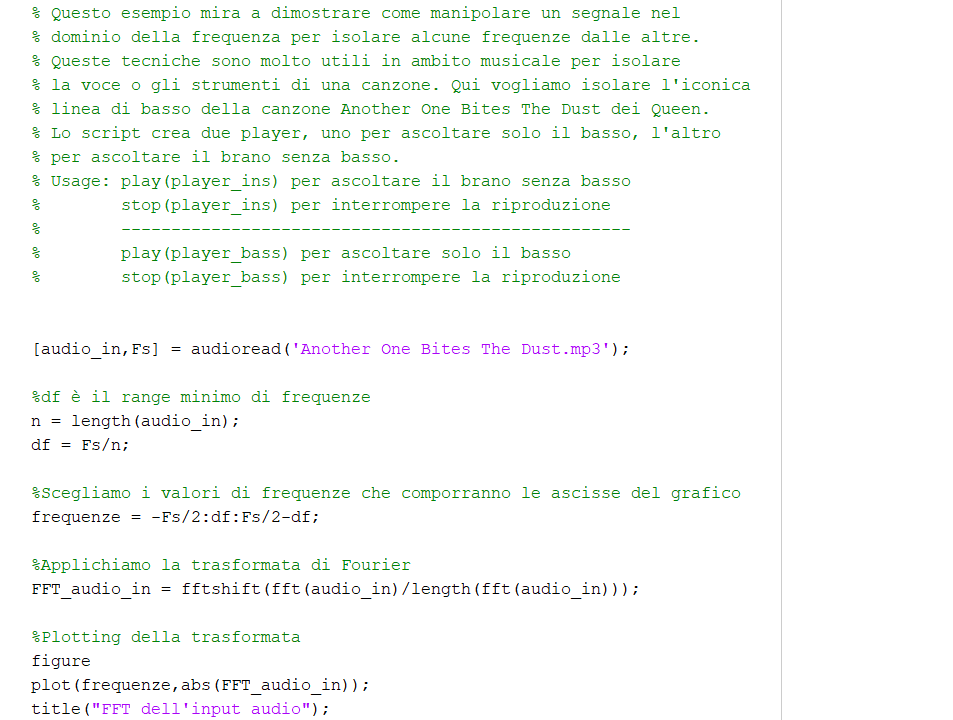 % Questo esempio mira a dimostrare come manipolare un segnale nel
% dominio della frequenza per isolare alcune frequenze dalle altre.
% Queste tecniche sono molto utili in ambito musicale per isolare
% la voce o gli strumenti di una canzone. Qui vogliamo isolare l'iconica
% linea di basso della canzone Another One Bites The Dust dei Queen.
% Lo script crea due player, uno per ascoltare solo il basso, l'altro
% per ascoltare il brano senza basso.
% Usage: play(player_ins) per ascoltare il brano senza basso
%        stop(player_ins) per interrompere la riproduzione
%        ---------------------------------------------------
%        play(player_bass) per ascoltare solo il basso
%        stop(player_bass) per interrompere la riproduzione
[audio_in,Fs] = audioread('Another One Bites The Dust.mp3');
%df è il range minimo di frequenze
n = length(audio_in);
df = Fs/n;
%Scegliamo i valori di frequenze che comporranno le ascisse del grafico
frequenze = -Fs/2:df:Fs/2-df;
%Applichiamo la trasformata di Fourier
FFT_audio_in = fftshift(fft(audio_in)/length(fft(audio_in)));
%Plotting della trasformata
figure
plot(frequenze,abs(FFT_audio_in));
title("FFT dell'input audio");